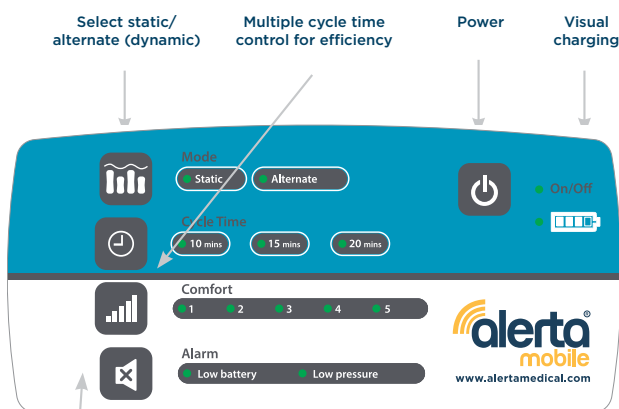 Select static/
alternate (dynamic)
Multiple cycle time
control for efficiency
Power
Visual
charging
Mode
Static
Alternate
On/Off
Cycle Time
10 mins
15 mins
20 mins
Comfort
1 2 3 4 5
Alarm
Low battery
Low pressure
alerta®
mobile
www.alertamedical.com